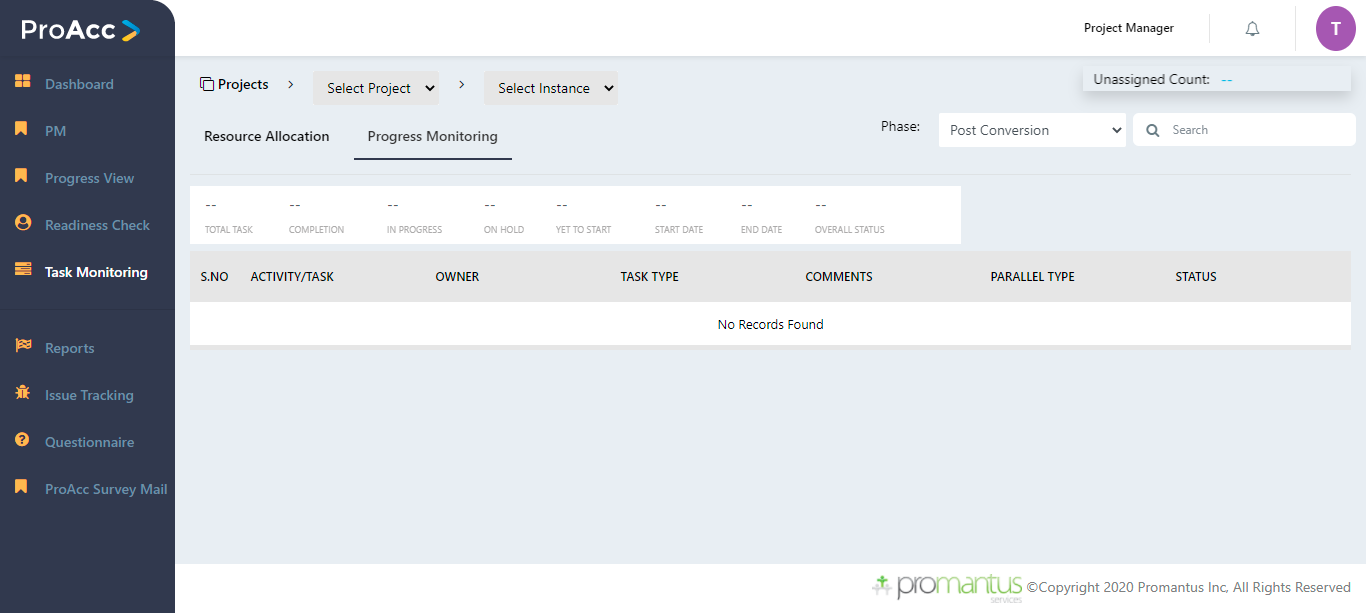 ProAcc
Project Manager
T
Dashboard
PM
Progress View
Readiness Check
Task Monitoring
Reports
Issue Tracking
Questionnaire
ProAcc Survey Mail
Projects > Select Project > Select Instance
Unassigned Count: --
Resource Allocation Progress Monitoring
Phase: Post Conversion Search
-- -- -- -- -- -- -- --
TOTAL TASK COMPLETION IN PROGRESS ON HOLD YET TO START START DATE END DATE OVERALL STATUS
S.NO ACTIVITY/TASK OWNER TASK TYPE COMMENTS PARALLEL TYPE STATUS
No Records Found
promantus
services
©Copyright 2020 Promantus Inc, All Rights Reserved